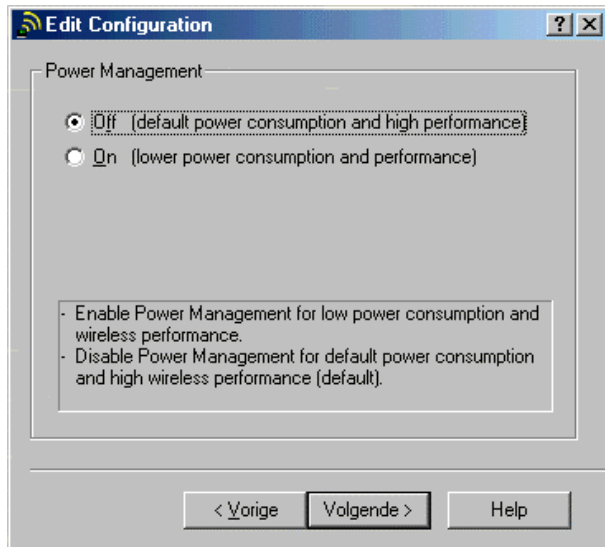 Edit Configuration
Power Management
Off (default power consumption and high performance)
On (lower power consumption and performance)
- Enable Power Management for low power consumption and
wireless performance.
- Disable Power Management for default power consumption
and high wireless performance (default).
< Vorige
Volgende >
Help